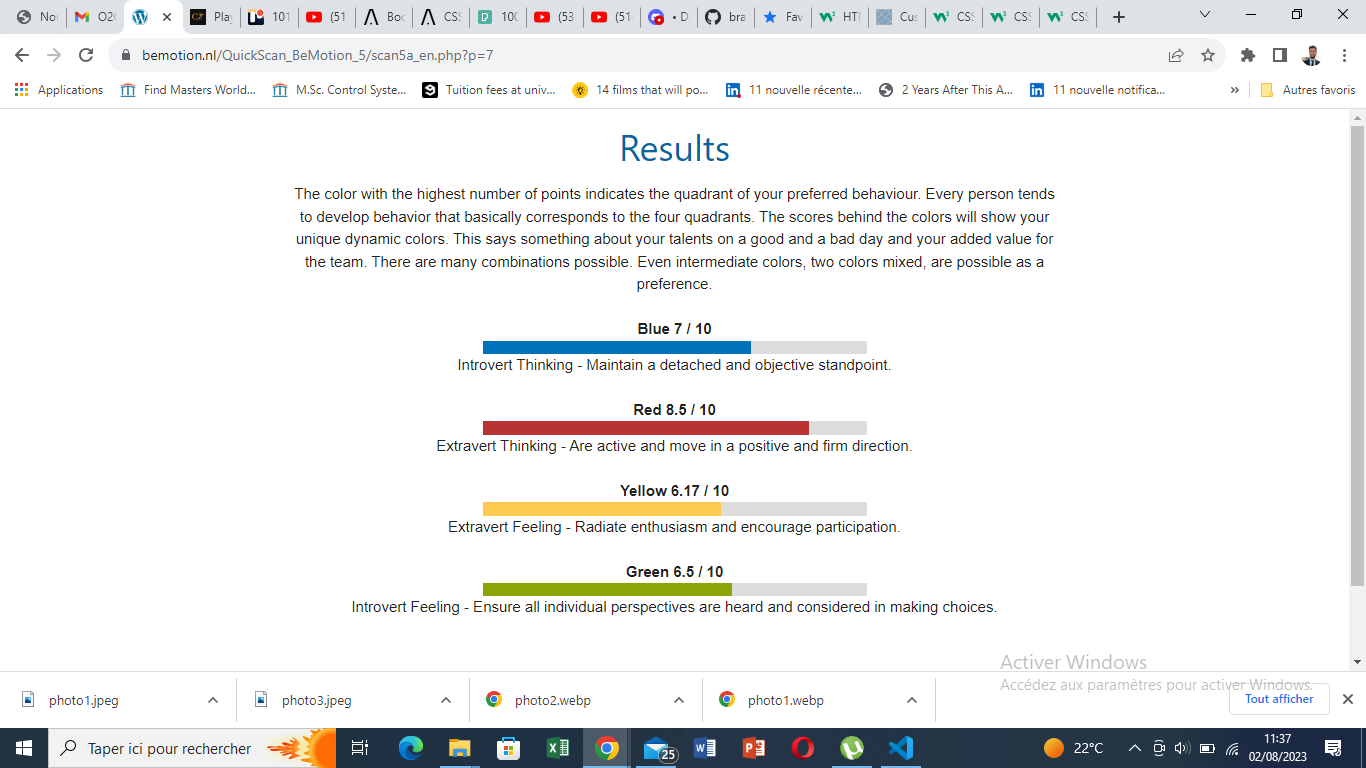 Nou
O2C
Play
101
(51
Boo
CSS
100
(53
(51
• D
bra
Fav
HTI
Cus
CSS
CSS
CSS
bemotion.nl/QuickScan_BeMotion_5/scan5a_en.php?p=7
Applications
Find Masters World...
M.Sc. Control Syste...
Tuition fees at univ...
14 films that will po...
11 nouvelle récente...
2 Years After This A...
11 nouvelle notifica...
»
Autres favoris
Results
The color with the highest number of points indicates the quadrant of your preferred behaviour. Every person tends
to develop behavior that basically corresponds to the four quadrants. The scores behind the colors will show your
unique dynamic colors. This says something about your talents on a good and a bad day and your added value for
the team. There are many combinations possible. Even intermediate colors, two colors mixed, are possible as a
preference.
Blue 7 / 10
Introvert Thinking - Maintain a detached and objective standpoint.
Red 8.5 / 10
Extravert Thinking - Are active and move in a positive and firm direction.
Yellow 6.17 / 10
Extravert Feeling - Radiate enthusiasm and encourage participation.
Green 6.5 / 10
Introvert Feeling - Ensure all individual perspectives are heard and considered in making choices.
Activer Windows
Accédez aux paramètres pour activer Windows.
photo1.jpeg
photo3.jpeg
photo2.webp
photo1.webp
Tout afficher
Taper ici pour rechercher
25
22°C
11:37
02/08/2023